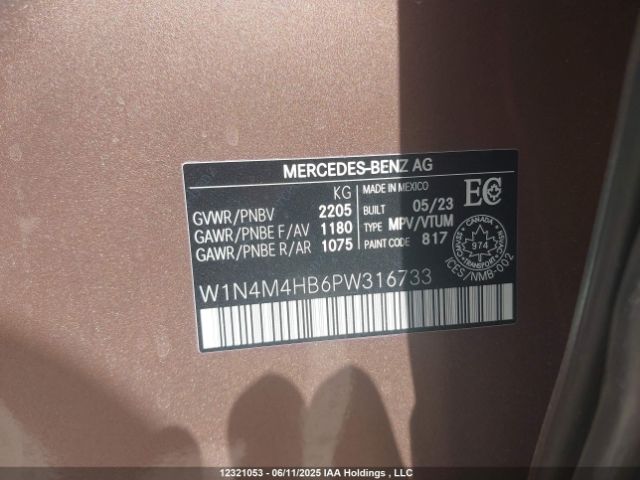 MERCEDES-BENZ AG
KG
GVWR/PNBV 2205
GAWR/PNBE F/AV 1180
GAWR/PNBE R/AR 1075
MADE IN MEXICO
BUILT 05/23
TYPE MPV/VTUM
PAINT CODE 817
EC
CANADA
974
TRANSPORT
ICES/NMB-002
W1N4M4HB6PW316733
12321053 - 06/11/2025 IAA Holdings , LLC